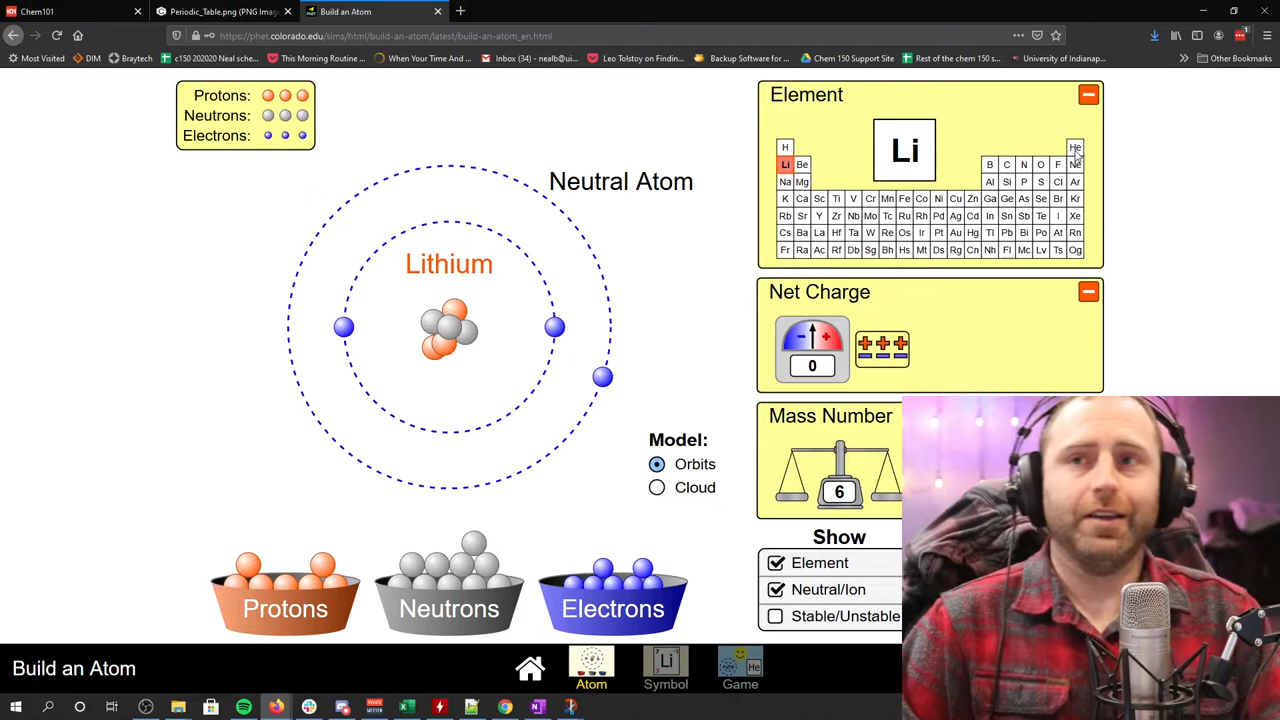 Chem101
Periodic_Table.png (PNG Imag
Build an Atom
https://phet.colorado.edu/sims/html/build-an-atom/latest/build-an-atom_en.html
Most Visited
DIM
Braytech
c150 202020 Neal sche
This Morning Routine
When Your Time And
Inbox (34) — nealb@ui
Leo Tolstoy on Findin
Backup Software for
Chem 150 Support Site
Rest of the chem 150 s
University of Indianap
Other Bookmarks
Protons:
Neutrons:
Electrons:
Neutral Atom
Lithium
Model:
Orbits
Cloud
Protons
Neutrons
Electrons
Element
Li
H He
Li Be B C N O F Ne
Na Mg Al Si P S Cl Ar
K Ca Sc Ti V Cr Mn Fe Co Ni Cu Zn Ga Ge As Se Br Kr
Rb Sr Y Zr Nb Mo Tc Ru Rh Pd Ag Cd In Sn Sb Te I Xe
Cs Ba La Hf Ta W Re Os Ir Pt Au Hg Tl Pb Bi Po At Rn
Fr Ra Ac Rf Db Sg Bh Hs Mt Ds Rg Cn Nh Fl Mc Lv Ts Og
Net Charge
0
Mass Number
6
Show
Element
Neutral/Ion
Stable/Unstable
Build an Atom
Atom
Li
Symbol
He
Game